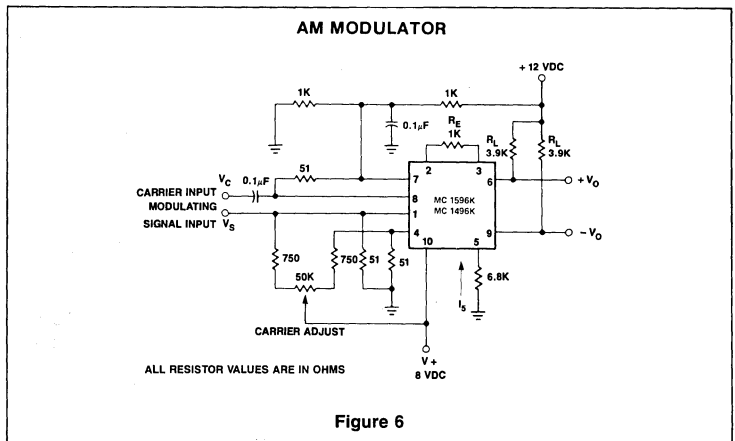 AM MODULATOR
+ 12 VDC
1K
1K
0.1μF
R_E
1K
R_L
3.9K
R_L
3.9K
2
3
V_C
0.1μF
51
7
6
+ V_O
CARRIER INPUT
8
MC 1596K
MODULATING
MC 1496K
SIGNAL INPUT V_S
1
4
9
- V_O
10
5
750
750
51
51
6.8K
50K
I_5
CARRIER ADJUST
V +
8 VDC
ALL RESISTOR VALUES ARE IN OHMS
Figure 6